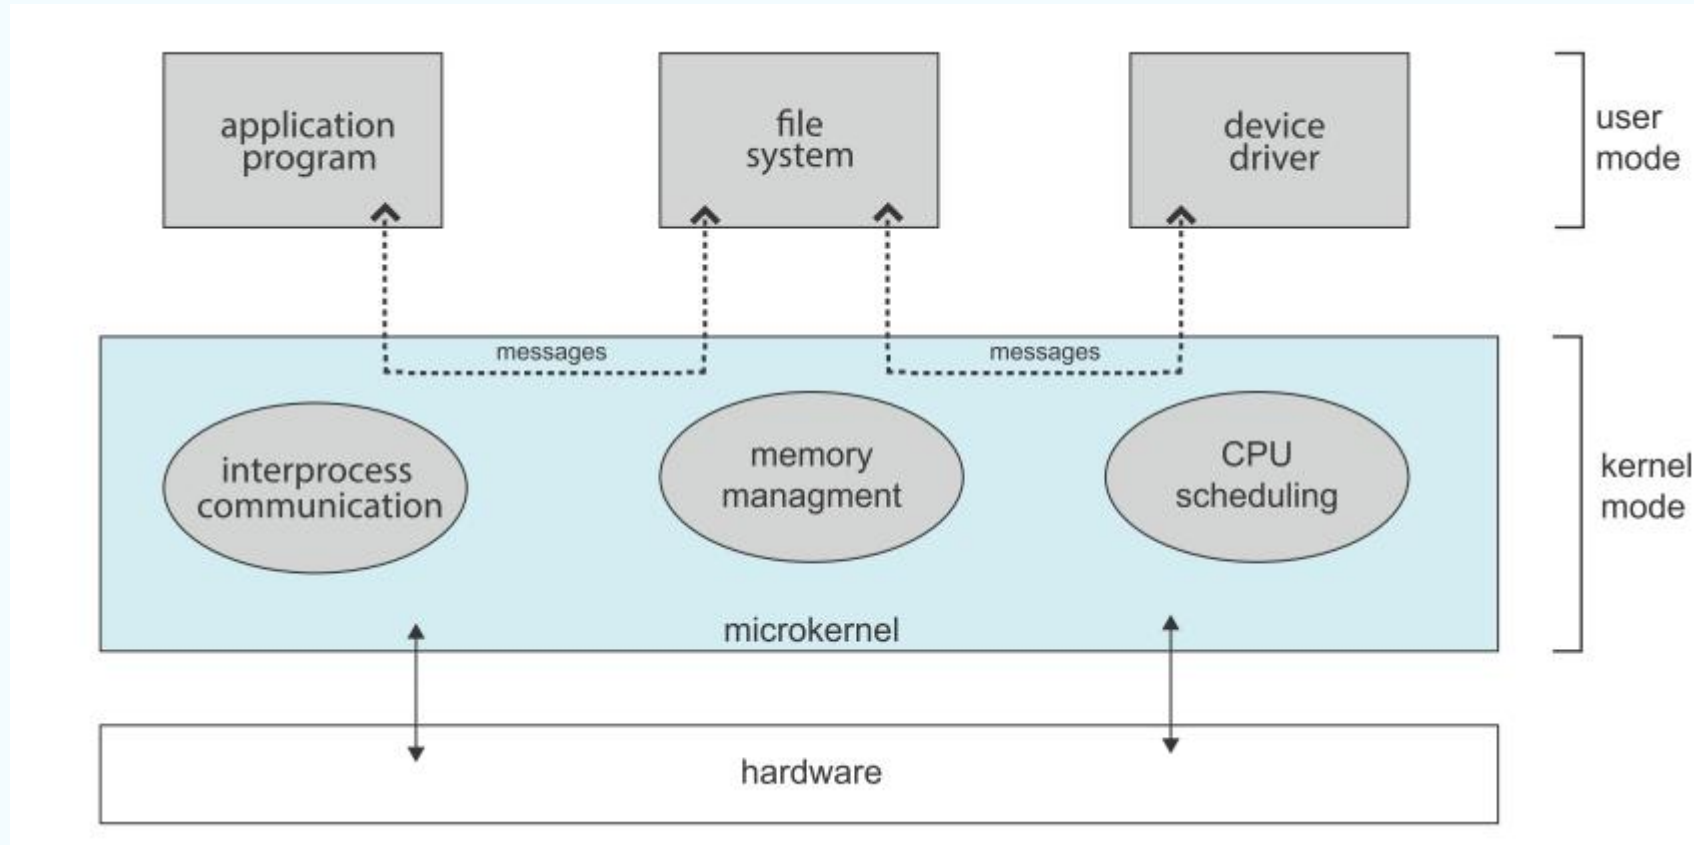 application
program
file
system
device
driver
user
mode
messages
messages
interprocess
communication
memory
managment
CPU
scheduling
kernel
mode
microkernel
hardware